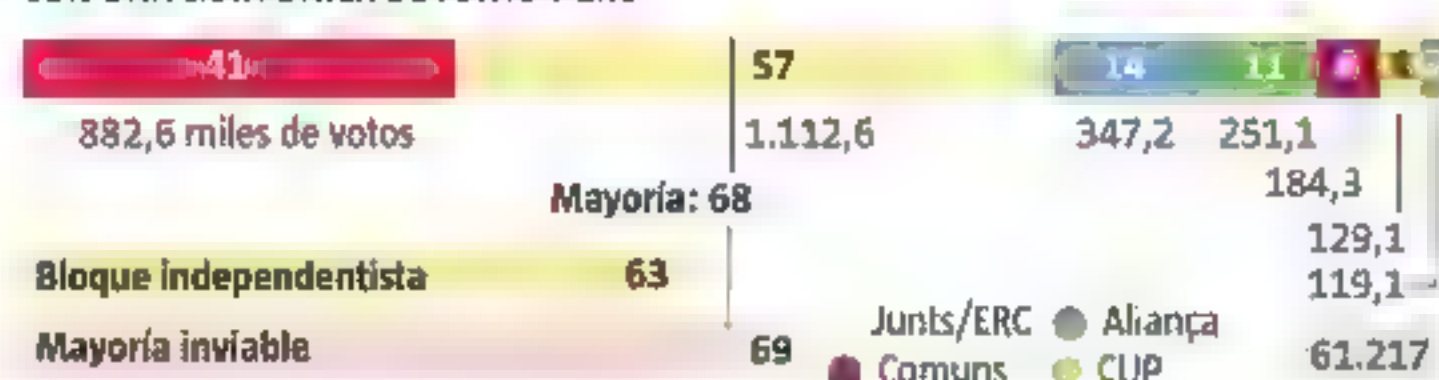 41 57 14 11 6
882,6 miles de votos 1.112,6 347,2 251,1
184,3
Mayoría: 68
129,1
Bloque independentista 63
119,1
Junts/ERC Aliança
Mayoría inviable 69
61.217
Comuns CUP